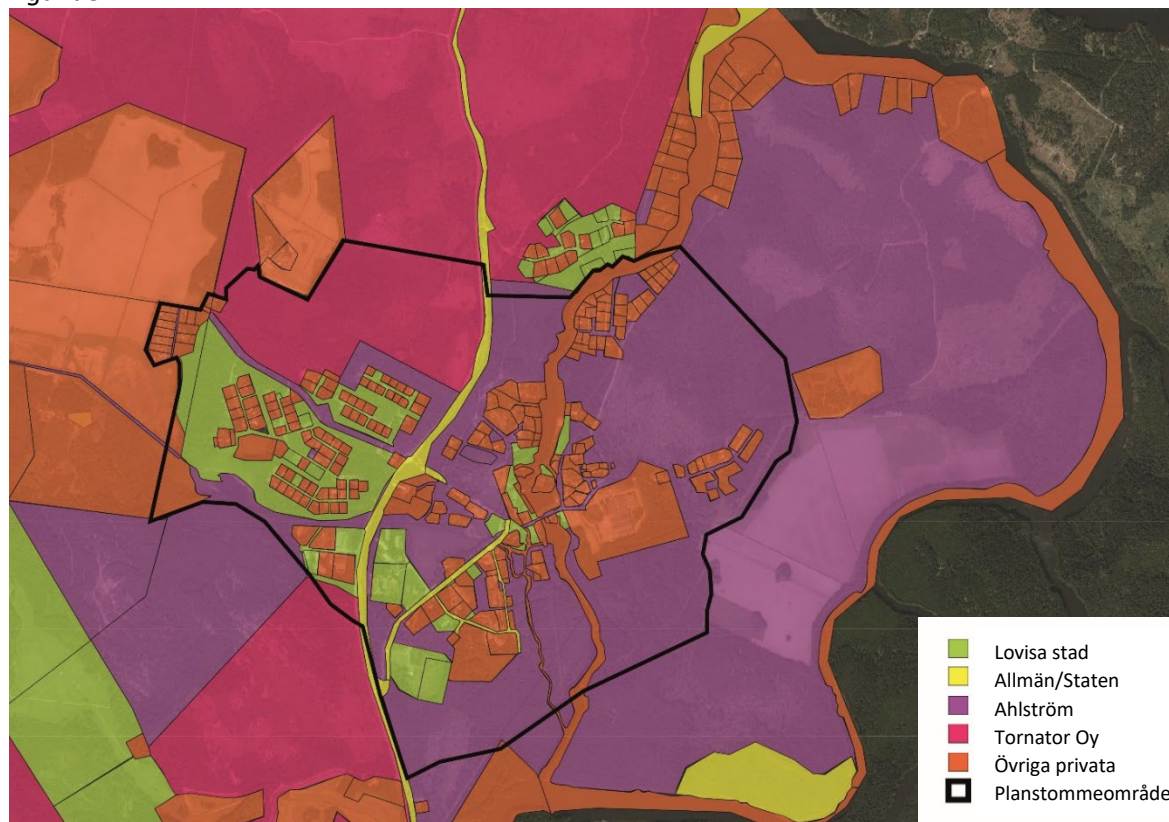 Lovisa stad
Allmän/Staten
Ahlström
Tornator Oy
Övriga privata
Planstommeområde